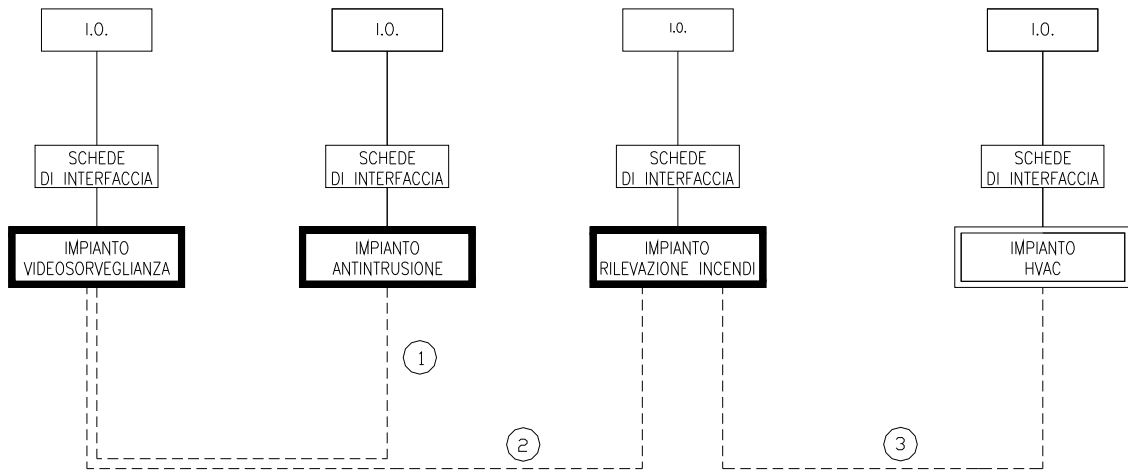 I.O.
I.O.
I.O.
I.O.
SCHEDE
DI INTERFACCIA
SCHEDE
DI INTERFACCIA
SCHEDE
DI INTERFACCIA
SCHEDE
DI INTERFACCIA
IMPIANTO
VIDEOSORVEGLIANZA
IMPIANTO
ANTINTRUSIONE
IMPIANTO
RILEVAZIONE INCENDI
IMPIANTO
HVAC
1
2
3